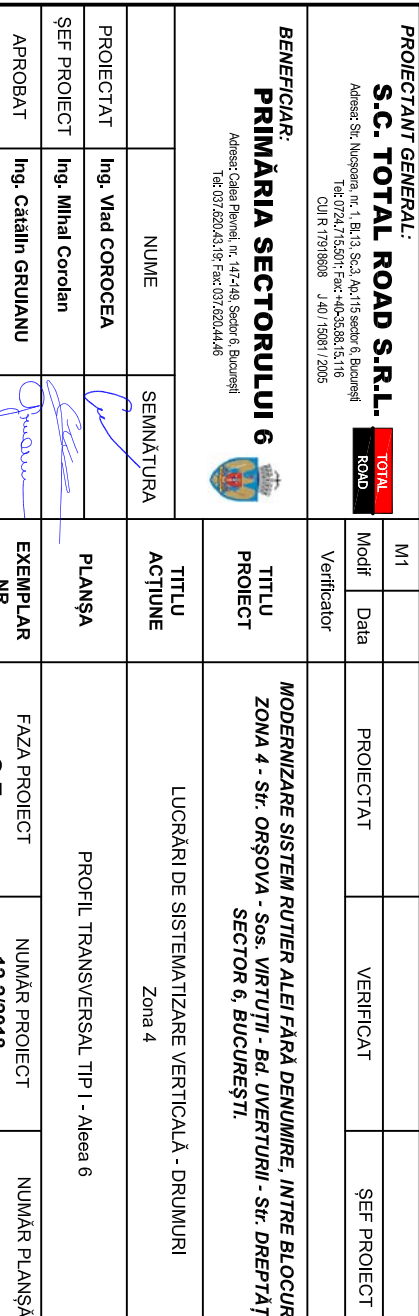 PROIECTANT GENERAL:
S.C. TOTAL ROAD S.R.L.
Adresa: Str. Nucșoara, nr. 1, Bl.13, Sc.3, Ap.115 sector 6, București
Tel: 0724.715.501; Fax: +40-35.88.15.116
CUI R 17918608 J 40 / 15081 / 2005
TOTAL
ROAD
BENEFICIAR:
PRIMĂRIA SECTORULUI 6
Adresa: Calea Plevnei, nr. 147-149, Sector 6, București
Tel: 037.620.43.19; Fax: 037.620.44.46
NUME SEMNĂTURA
PROIECTAT Ing. Vlad COROCEA
ȘEF PROIECT Ing. Mihai Corolan
APROBAT Ing. Cătălin GRUIANU
M1
Modif Data PROIECTAT VERIFICAT ȘEF PROIECT
Verificator
TITLU
PROIECT
MODERNIZARE SISTEM RUTIER ALEI FĂRĂ DENUMIRE, INTRE BLOCUR
ZONA 4 - Str. ORȘOVA - Sos. VIRTUȚII - Bd. UVERTURII - Str. DREPTĂȚ
SECTOR 6, BUCUREȘTI.
TITLU
ACȚIUNE
LUCRĂRI DE SISTEMATIZARE VERTICALĂ - DRUMURI
Zona 4
PLANȘA
PROFIL TRANSVERSAL TIP I - Aleea 6
EXEMPLAR FAZA PROIECT NUMĂR PROIECT NUMĂR PLANȘĂ
NR